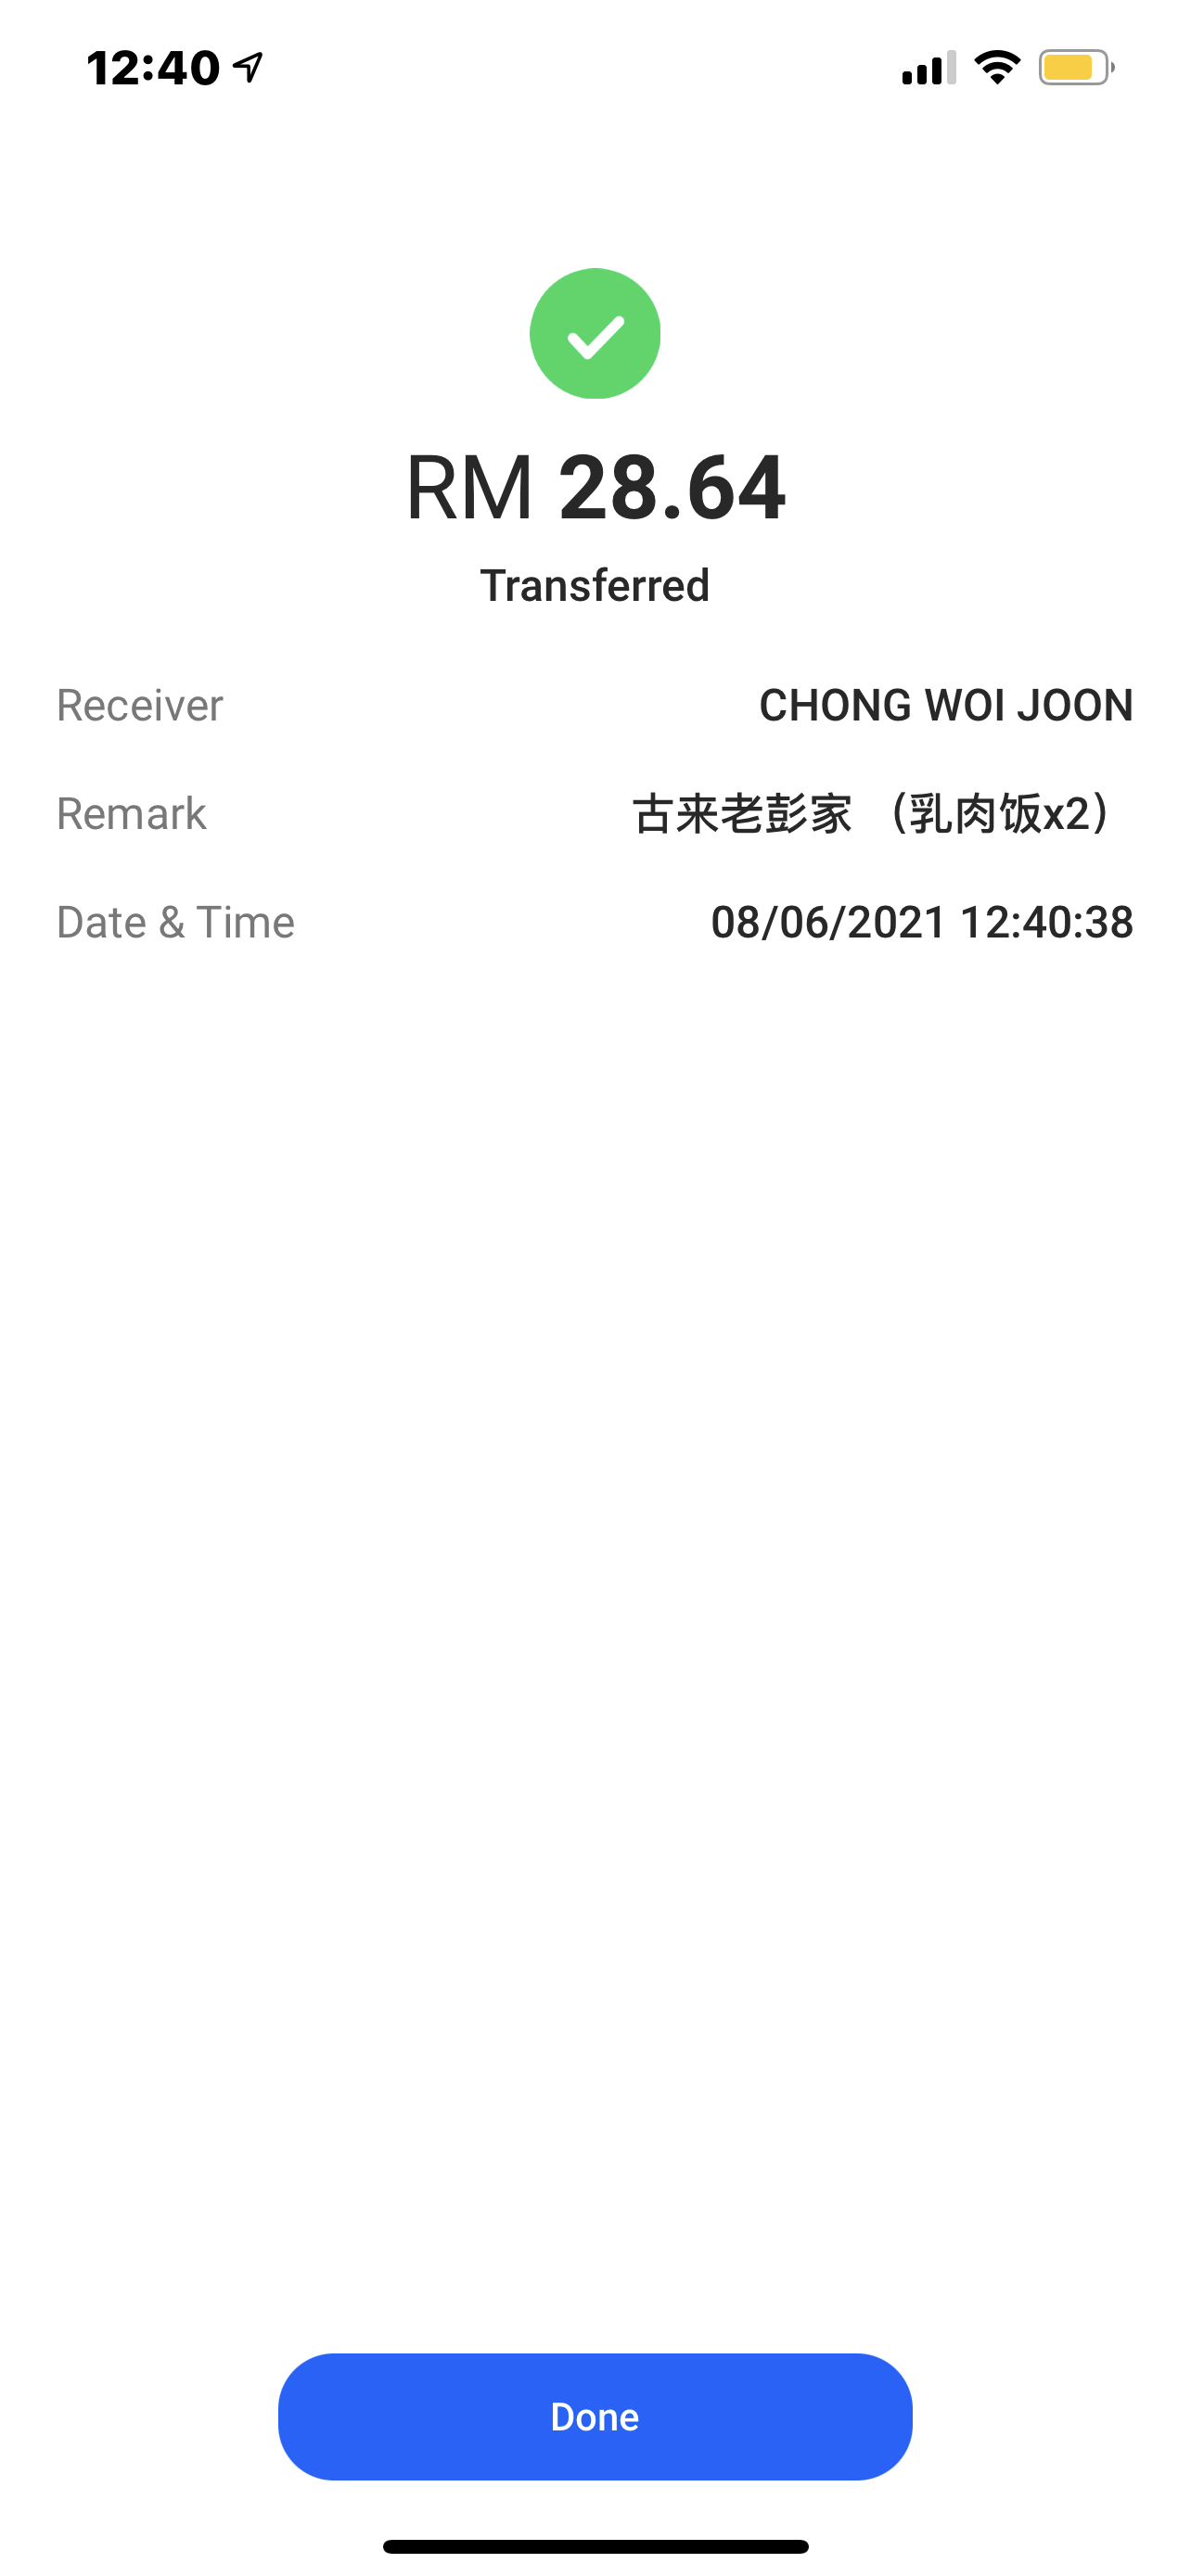 12:40
RM 28.64
Transferred
Receiver CHONG WOI JOON
Remark 古来老彭家 （乳肉饭x2）
Date & Time 08/06/2021 12:40:38
Done